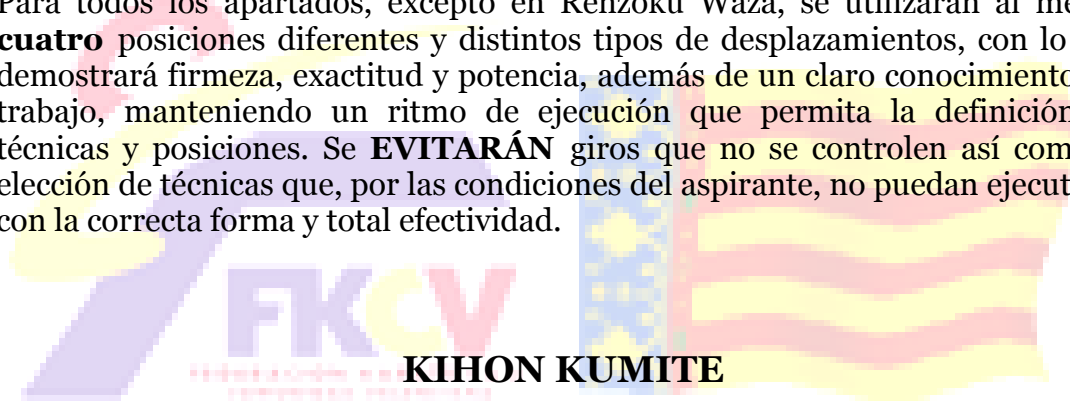 Para todos los apartados, excepto en Renzoku Waza, se utilizarán al me
cuatro posiciones diferentes y distintos tipos de desplazamientos, con lo
demostrará firmeza, exactitud y potencia, además de un claro conocimiento
trabajo, manteniendo un ritmo de ejecución que permita la definición
técnicas y posiciones. Se EVITARÁN giros que no se controlen así com
elección de técnicas que, por las condiciones del aspirante, no puedan ejecut
con la correcta forma y total efectividad.
FKCV
KIHON KUMITE